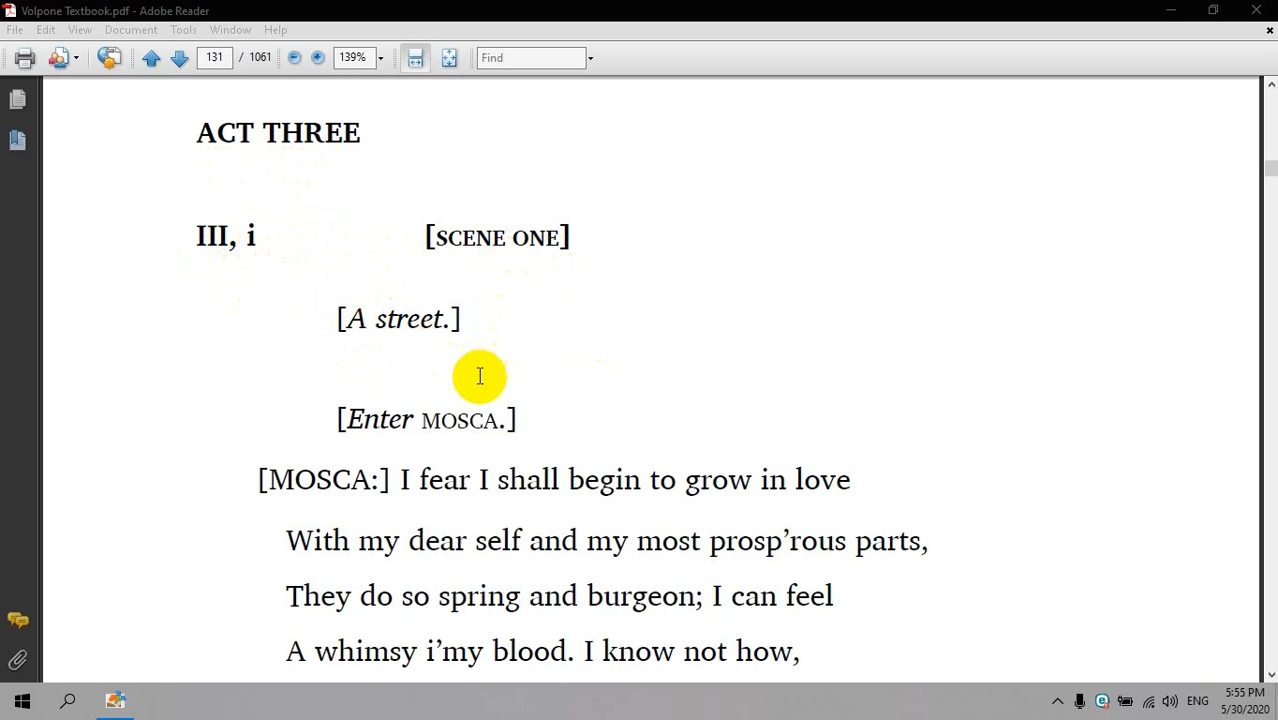 Volpone Textbook.pdf - Adobe Reader
File Edit View Document Tools Window Help
131 / 1061 139% Find
ACT THREE
III, i [SCENE ONE]
[A street.]
[Enter MOSCA.]
[MOSCA:] I fear I shall begin to grow in love
With my dear self and my most prosp’rous parts,
They do so spring and burgeon; I can feel
A whimsy i’my blood. I know not how,
ENG 5:55 PM
5/30/2020